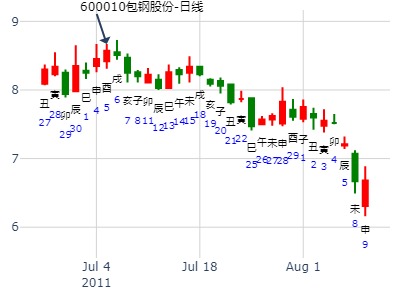 600010包钢股份-日线
9
8
7
6
丑 27
寅 28
卯 29
辰 30
巳 1
申 4
酉 5
戌 6
亥 7
子 8
卯 11
辰 12
巳 13
午 14
未 15
戌 18
亥 19
子 20
丑 21
寅 22
巳 25
午 26
未 27
申 28
酉 29
子 1
丑 2
寅 3
卯 4
辰 5
未 8
申 9
Jul 4
2011
Jul 18
Aug 1